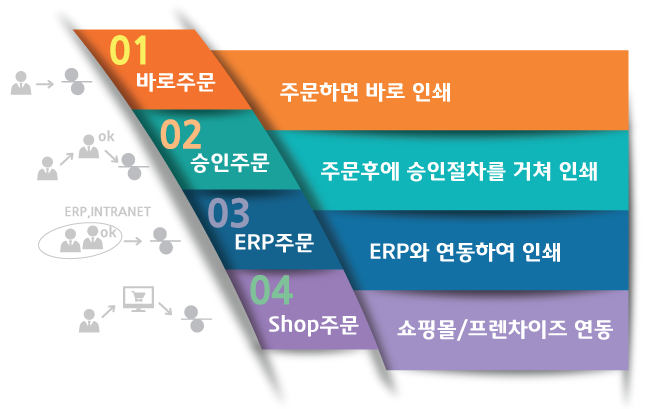 01
바로주문
주문하면 바로 인쇄
ok
02
승인주문
주문후에 승인절차를 거쳐 인쇄
ERP,INTRANET
ok
03
ERP주문
ERP와 연동하여 인쇄
04
Shop주문
쇼핑몰/프렌차이즈 연동